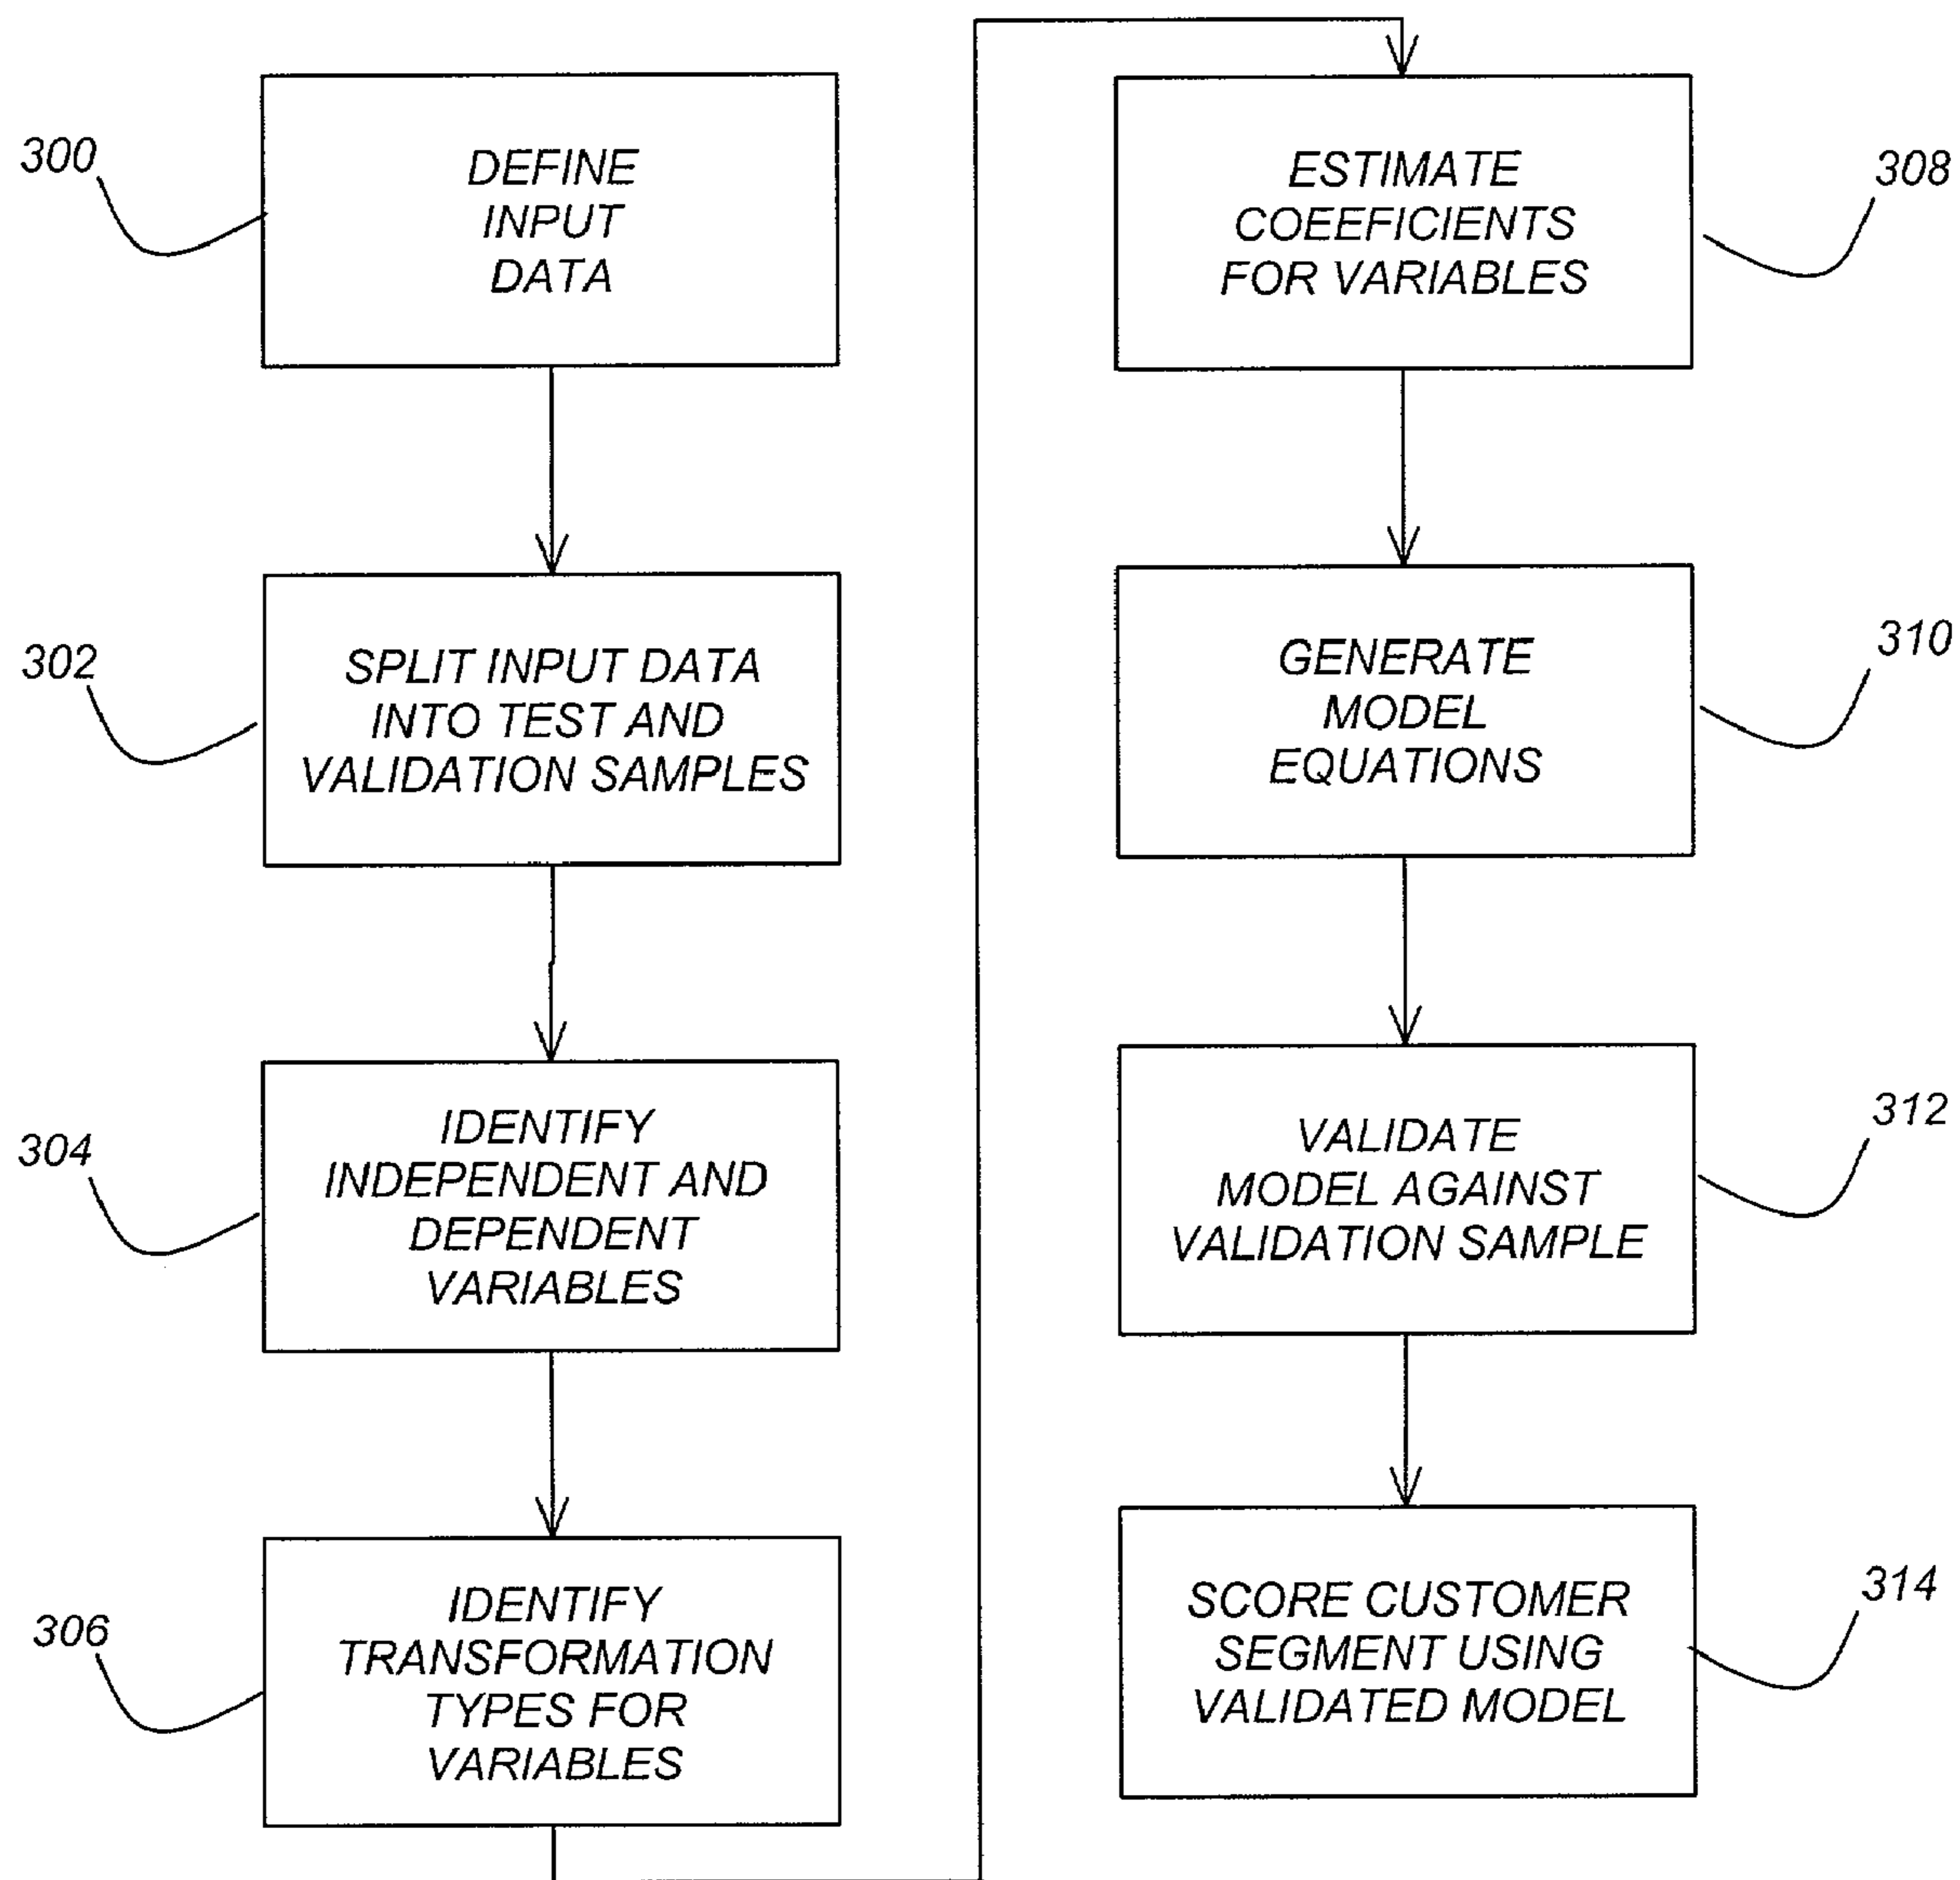 300
DEFINE
INPUT
DATA
302
SPLIT INPUT DATA
INTO TEST AND
VALIDATION SAMPLES
304
IDENTIFY
INDEPENDENT AND
DEPENDENT
VARIABLES
306
IDENTIFY
TRANSFORMATION
TYPES FOR
VARIABLES
308
ESTIMATE
COEEFICIENTS
FOR VARIABLES
310
GENERATE
MODEL
EQUATIONS
312
VALIDATE
MODEL AGAINST
VALIDATION SAMPLE
314
SCORE CUSTOMER
SEGMENT USING
VALIDATED MODEL